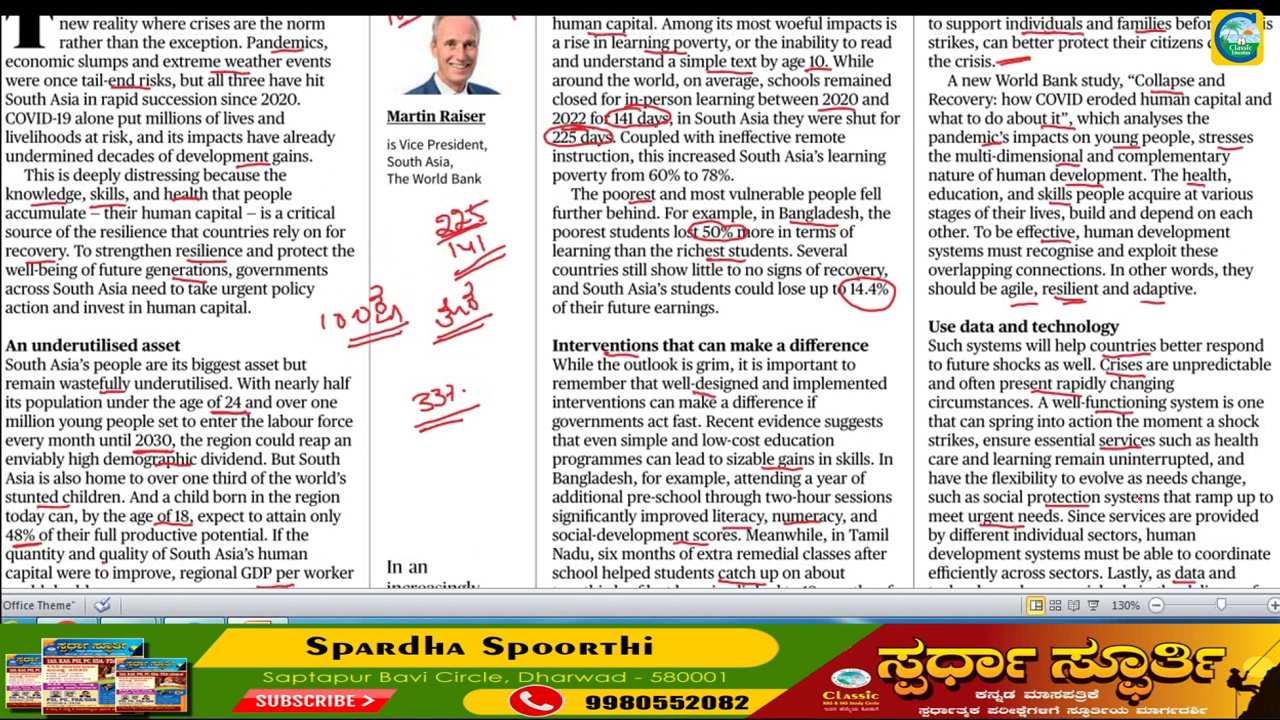 new reality where crises are the norm
rather than the exception. Pandemics,
economic slumps and extreme weather events
were once tail-end risks, but all three have hit
South Asia in rapid succession since 2020.
COVID-19 alone put millions of lives and
livelihoods at risk, and its impacts have already
undermined decades of development gains.
This is deeply distressing because the
knowledge, skills, and health that people
accumulate — their human capital — is a critical
source of the resilience that countries rely on for
recovery. To strengthen resilience and protect the
well-being of future generations, governments
across South Asia need to take urgent policy
action and invest in human capital.
An underutilised asset
South Asia's people are its biggest asset but
remain wastefully underutilised. With nearly half
its population under the age of 24 and over one
million young people set to enter the labour force
every month until 2030, the region could reap an
enviably high demographic dividend. But South
Asia is also home to over one third of the world's
stunted children. And a child born in the region
today can, by the age of 18, expect to attain only
48% of their full productive potential. If the
quantity and quality of South Asia's human
capital were to improve, regional GDP per worker
Martin Raiser
is Vice President,
South Asia,
The World Bank
225
141
33%
In an
increasingly
human capital. Among its most woeful impacts is
a rise in learning poverty, or the inability to read
and understand a simple text by age 10. While
around the world, on average, schools remained
closed for in-person learning between 2020 and
2022 for 141 days, in South Asia they were shut for
225 days. Coupled with ineffective remote
instruction, this increased South Asia's learning
poverty from 60% to 78%.
The poorest and most vulnerable people fell
further behind. For example, in Bangladesh, the
poorest students lost 50% more in terms of
learning than the richest students. Several
countries still show little to no signs of recovery,
and South Asia's students could lose up to 14.4%
of their future earnings.
Interventions that can make a difference
While the outlook is grim, it is important to
remember that well-designed and implemented
interventions can make a difference if
governments act fast. Recent evidence suggests
that even simple and low-cost education
programmes can lead to sizable gains in skills. In
Bangladesh, for example, attending a year of
additional pre-school through two-hour sessions
significantly improved literacy, numeracy, and
social-development scores. Meanwhile, in Tamil
Nadu, six months of extra remedial classes after
school helped students catch up on about
to support individuals and families before
strikes, can better protect their citizens
the crisis.
A new World Bank study, "Collapse and
Recovery: how COVID eroded human capital and
what to do about it", which analyses the
pandemic's impacts on young people, stresses
the multi-dimensional and complementary
nature of human development. The health,
education, and skills people acquire at various
stages of their lives, build and depend on each
other. To be effective, human development
systems must recognise and exploit these
overlapping connections. In other words, they
should be agile, resilient and adaptive.
Use data and technology
Such systems will help countries better respond
to future shocks as well. Crises are unpredictable
and often present rapidly changing
circumstances. A well-functioning system is one
that can spring into action the moment a shock
strikes, ensure essential services such as health
care and learning remain uninterrupted, and
have the flexibility to evolve as needs change,
such as social protection systems that ramp up to
meet urgent needs. Since services are provided
by different individual sectors, human
development systems must be able to coordinate
efficiently across sectors. Lastly, as data and
Classic
Education
Office Theme"
130%
Spardha Spoorthi
Saptapur Bavi Circle, Dharwad - 580001
SUBSCRIBE
9980552082
Classic
KAS & IAS Study Circle
ಸ್ಪರ್ಧಾ ಸ್ಫೂರ್ತಿ
ಕನ್ನಡ ಮಾಸಪತ್ರಿಕೆ
ಸ್ಪರ್ಧಾತ್ಮಕ ಪರೀಕ್ಷೆಗಳಿಗೆ ಸ್ಫೂರ್ತಿಯ ಮಾರ್ಗದರ್ಶಿ